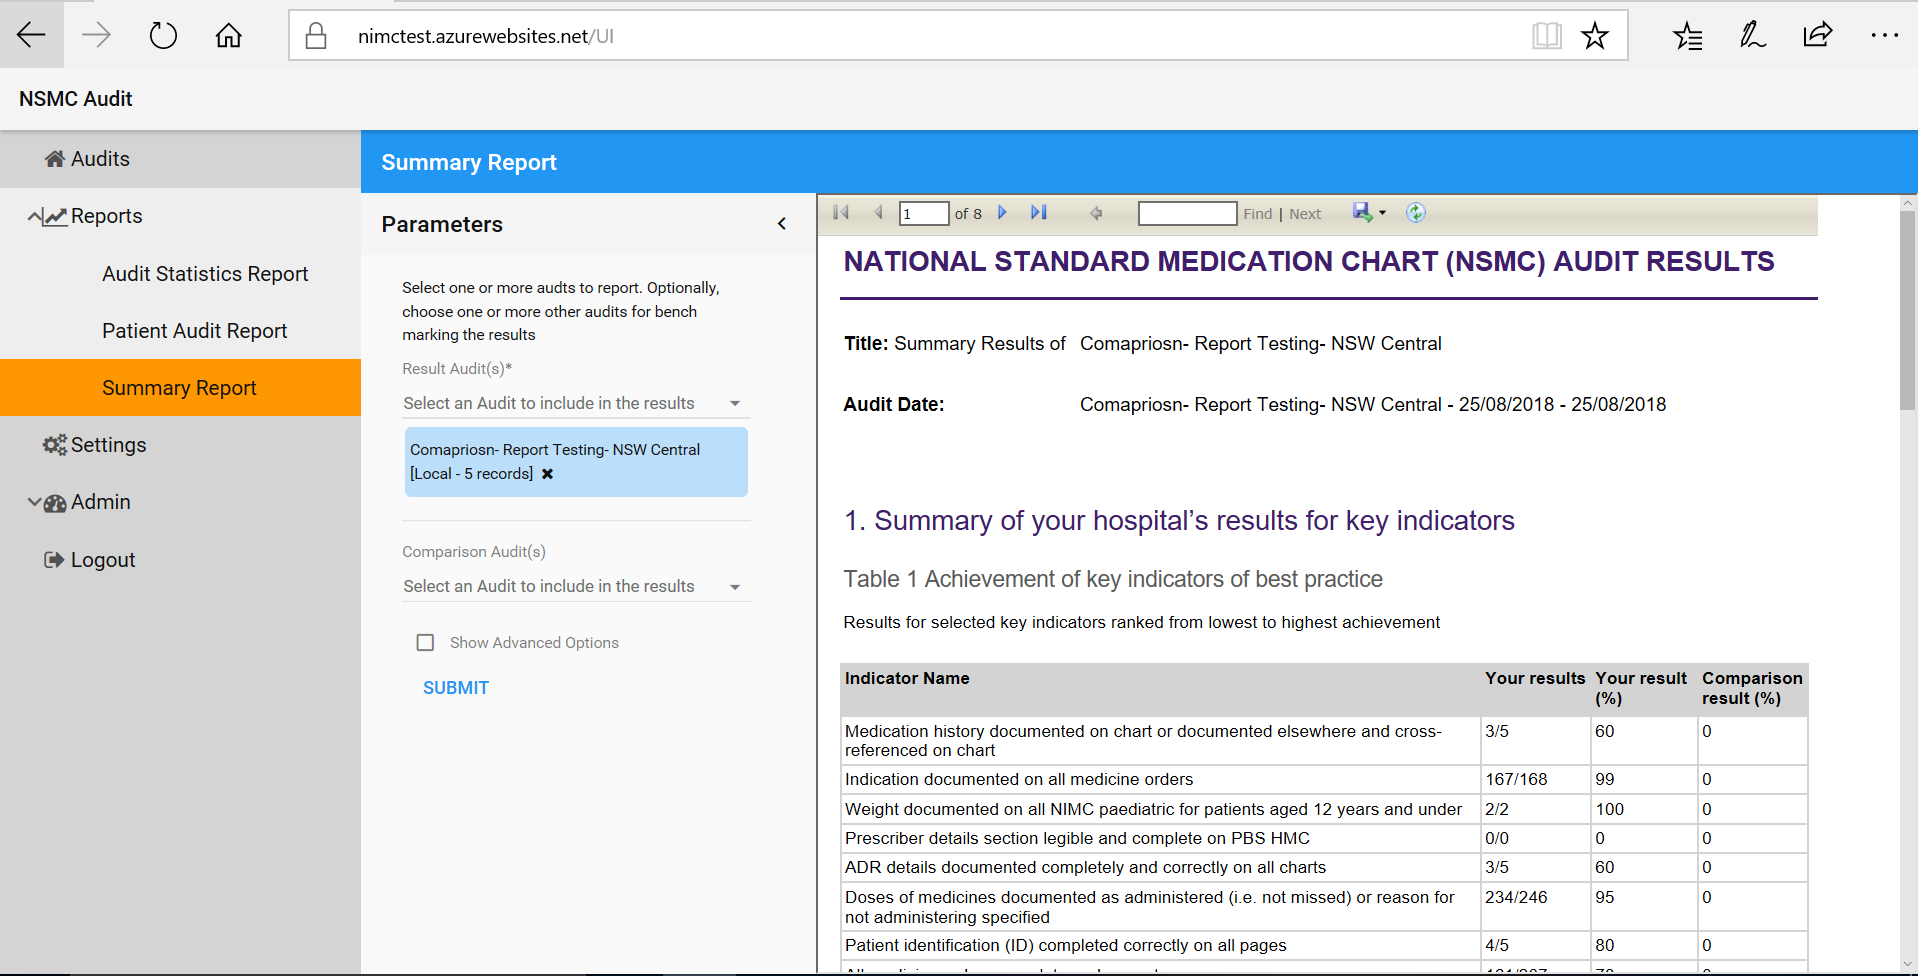 nimctest.azurewebsites.net/UI
NSMC Audit
Audits
Reports
Audit Statistics Report
Patient Audit Report
Summary Report
Settings
Admin
Logout
Summary Report
Parameters
Select one or more audts to report. Optionally,
choose one or more other audits for bench
marking the results
Result Audit(s)*
Select an Audit to include in the results
Comapriosn- Report Testing- NSW Central
[Local - 5 records] ✖
Comparison Audit(s)
Select an Audit to include in the results
Show Advanced Options
SUBMIT
1 of 8 Find | Next
NATIONAL STANDARD MEDICATION CHART (NSMC) AUDIT RESULTS
Title: Summary Results of Comapriosn- Report Testing- NSW Central
Audit Date: Comapriosn- Report Testing- NSW Central - 25/08/2018 - 25/08/2018
1. Summary of your hospital’s results for key indicators
Table 1 Achievement of key indicators of best practice
Results for selected key indicators ranked from lowest to highest achievement
Indicator Name Your results Your result (%) Comparison result (%)
Medication history documented on chart or documented elsewhere and cross-
referenced on chart 3/5 60 0
Indication documented on all medicine orders 167/168 99 0
Weight documented on all NIMC paediatric for patients aged 12 years and under 2/2 100 0
Prescriber details section legible and complete on PBS HMC 0/0 0 0
ADR details documented completely and correctly on all charts 3/5 60 0
Doses of medicines documented as administered (i.e. not missed) or reason for
not administering specified 234/246 95 0
Patient identification (ID) completed correctly on all pages 4/5 80 0